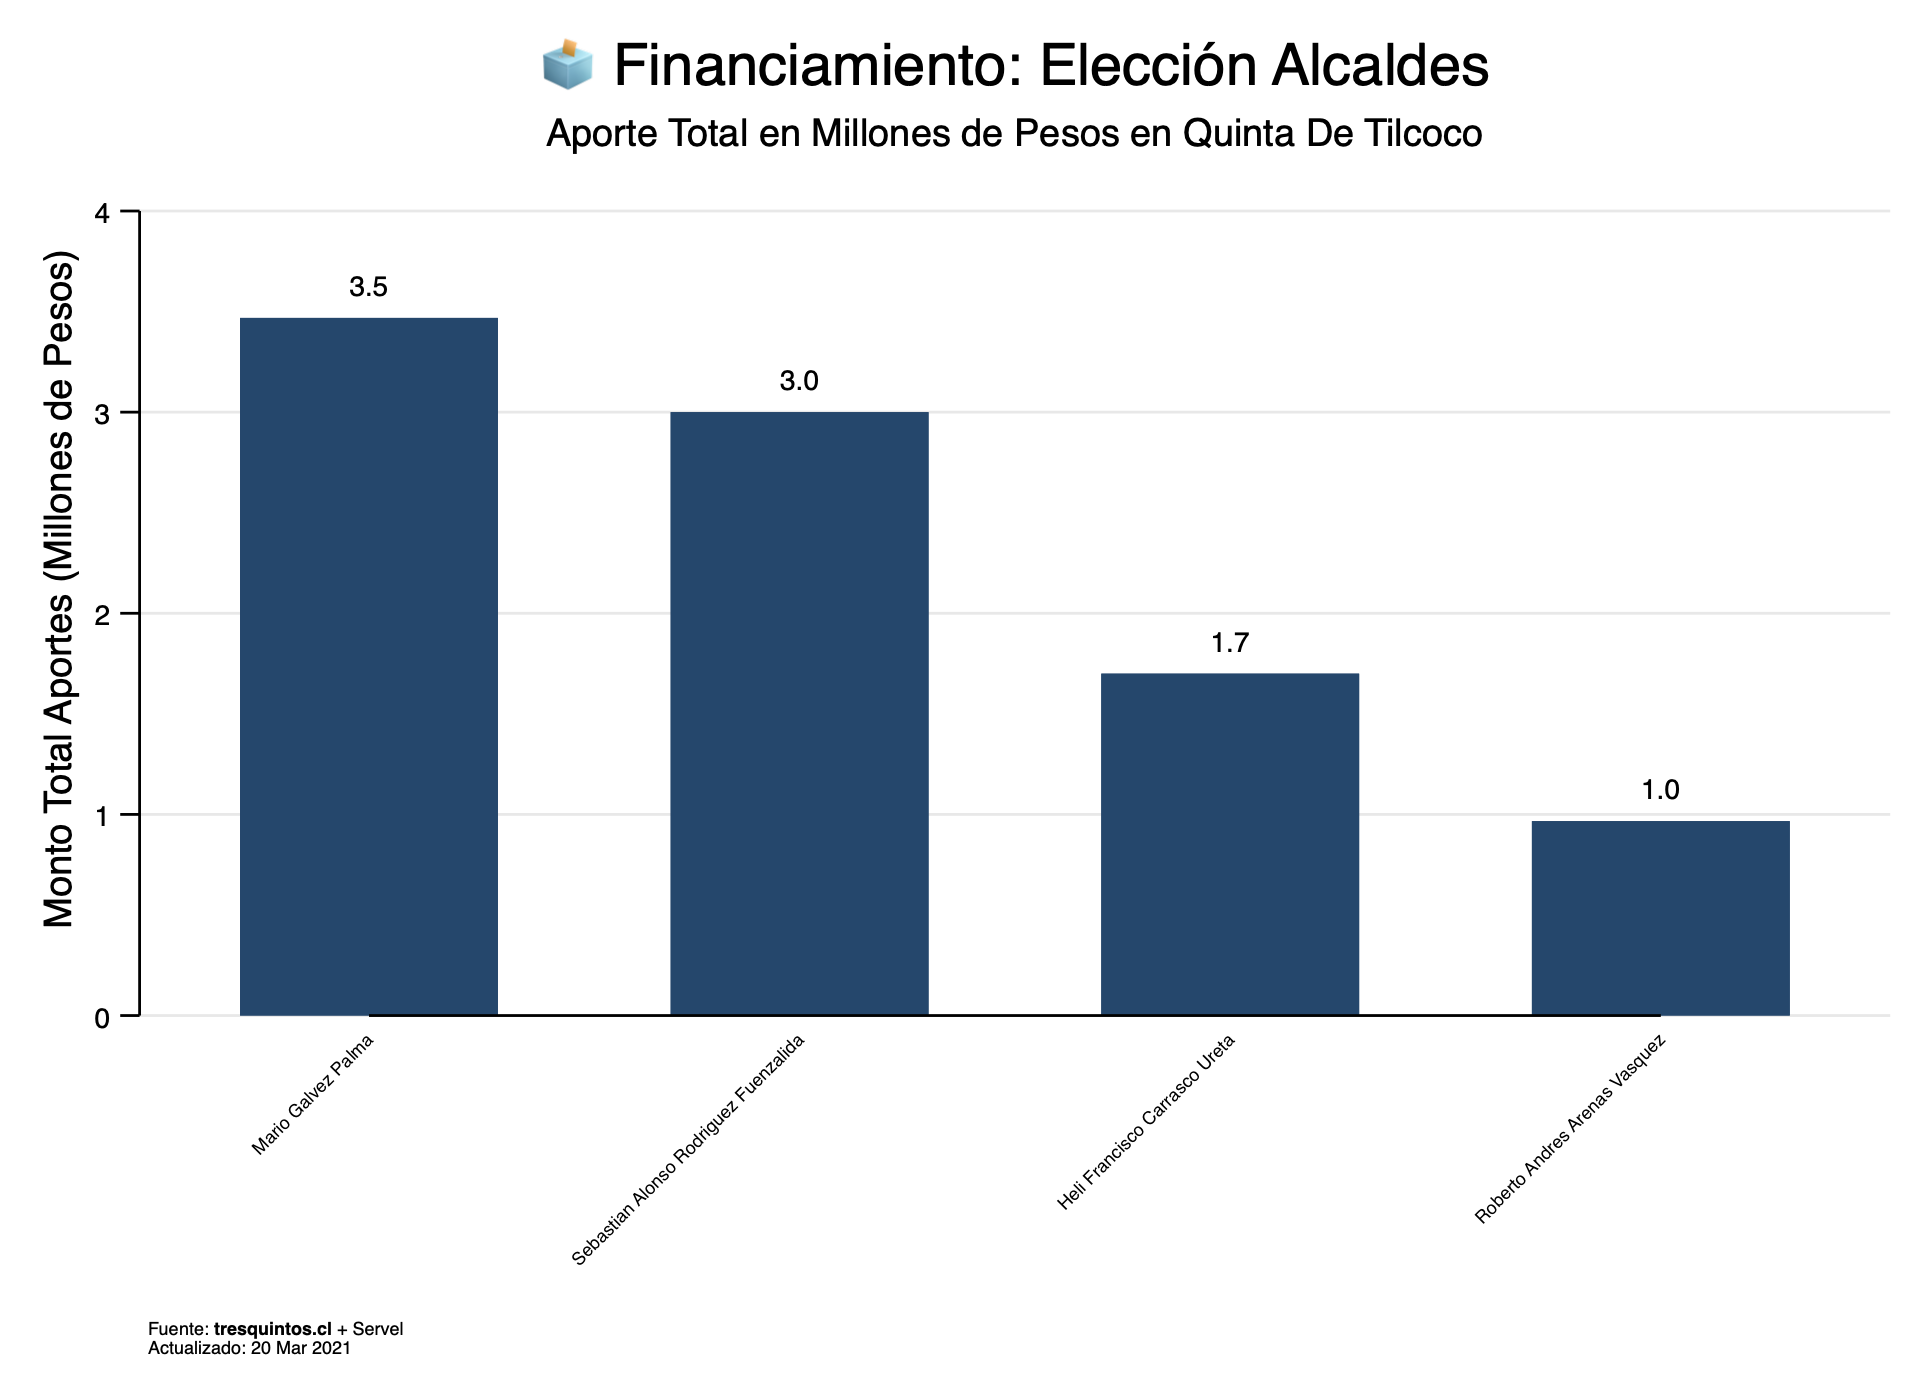 Financiamiento: Elección Alcaldes
Aporte Total en Millones de Pesos en Quinta De Tilcoco
Monto Total Aportes (Millones de Pesos)
4
3
2
1
0
3.5
3.0
1.7
1.0
Mario Galvez Palma
Sebastian Alonso Rodriguez Fuenzalida
Heli Francisco Carrasco Ureta
Roberto Andres Arenas Vasquez
Fuente: tresquintos.cl + Servel
Actualizado: 20 Mar 2021